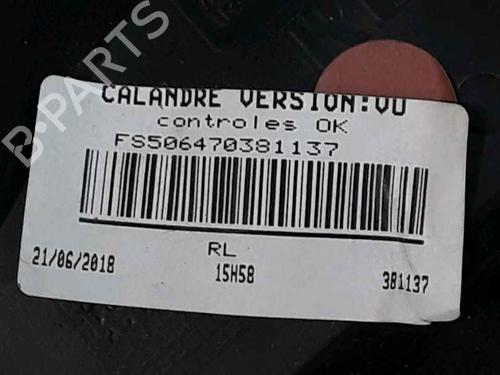 B-PARTS
CALANDRE VERSION:VU
controles OK
FS506470381137
RL
21/06/2018 15H58 381137